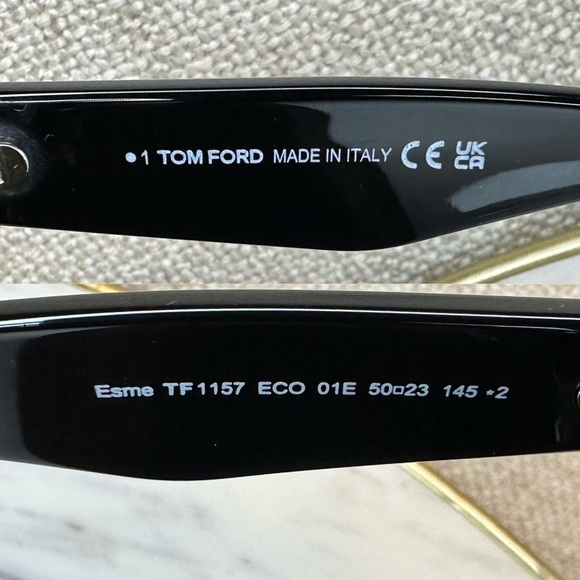 ●1 TOM FORD MADE IN ITALY CE UK CA
Esme TF1157 ECO 01E 50□23 145 *2